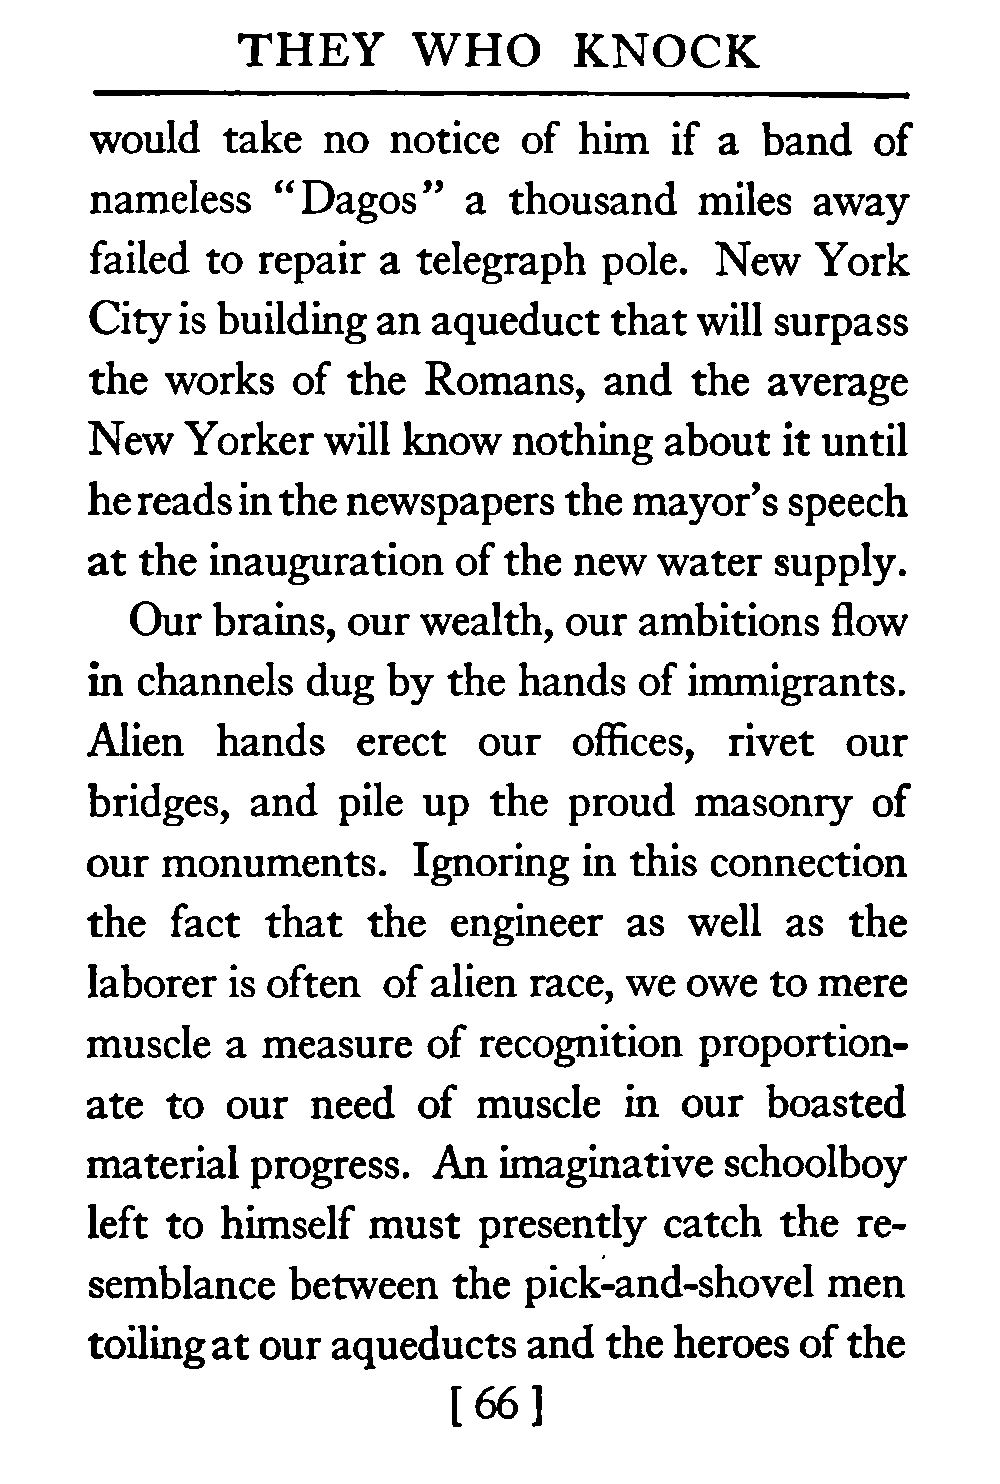 THEY WHO KNOCK
would take no notice of him if a band of
nameless “Dagos” a thousand miles away
failed to repair a telegraph pole. New York
City is building an aqueduct that will surpass
the works of the Romans, and the average
New Yorker will know nothing about it until
he reads in the newspapers the mayor’s speech
at the inauguration of the new water supply.
Our brains, our wealth, our ambitions flow
in channels dug by the hands of immigrants.
Alien hands erect our offices, rivet our
bridges, and pile up the proud masonry of
our monuments. Ignoring in this connection
the fact that the engineer as well as the
laborer is often of alien race, we owe to mere
muscle a measure of recognition proportion-
ate to our need of muscle in our boasted
material progress. An imaginative schoolboy
left to himself must presently catch the re-
semblance between the pick-and-shovel men
toiling at our aqueducts and the heroes of the
[ 66 ]